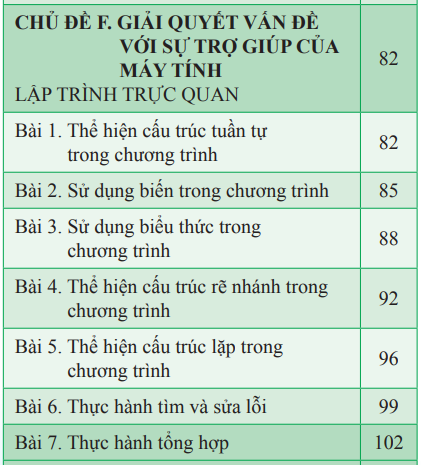 CHỦ ĐỀ F. GIẢI QUYẾT VẤN ĐỀ
VỚI SỰ TRỢ GIÚP CỦA
MÁY TÍNH
LẬP TRÌNH TRỰC QUAN
82
Bài 1. Thể hiện cấu trúc tuần tự
trong chương trình
82
Bài 2. Sử dụng biến trong chương trình
85
Bài 3. Sử dụng biểu thức trong
chương trình
88
Bài 4. Thể hiện cấu trúc rẽ nhánh trong
chương trình
92
Bài 5. Thể hiện cấu trúc lặp trong
chương trình
96
Bài 6. Thực hành tìm và sửa lỗi
99
Bài 7. Thực hành tổng hợp
102